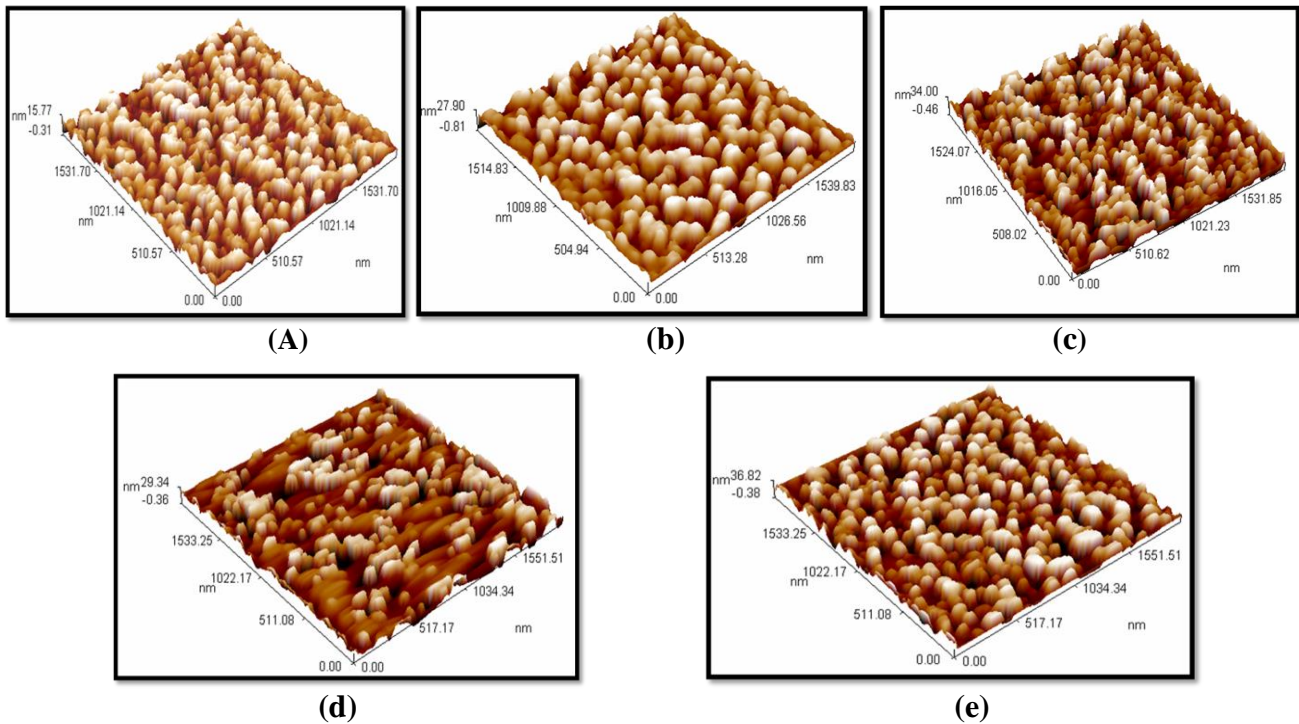 nm 15.77
-0.31
1531.70
1021.14
nm
510.57
0.00
0.00
510.57
1021.14
1531.70
nm
(A)
nm 27.90
-0.81
1514.83
1009.88
nm
504.94
0.00
0.00
513.28
1026.56
1539.83
nm
(b)
nm 34.00
-0.46
1524.07
1016.05
nm
508.02
0.00
0.00
510.62
1021.23
1531.85
nm
(c)
nm 29.34
-0.36
1533.25
1022.17
nm
511.08
0.00
0.00
517.17
1034.34
1551.51
nm
(d)
nm 36.82
-0.38
1533.25
1022.17
nm
511.08
0.00
0.00
517.17
1034.34
1551.51
nm
(e)